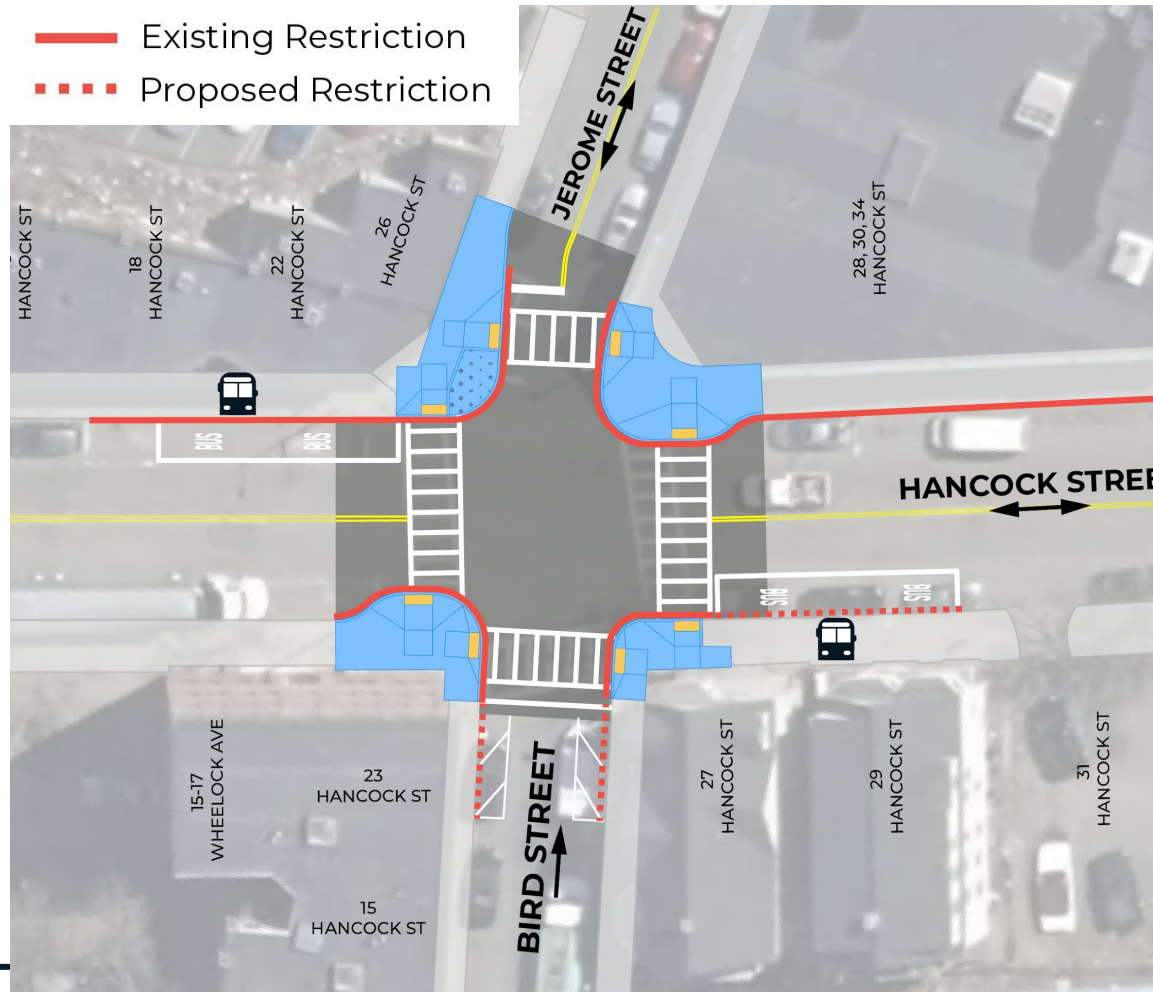 Existing Restriction
Proposed Restriction
JEROME STREET
HANCOCK ST
18
HANCOCK ST
22
HANCOCK ST
26
HANCOCK ST
28, 30, 34
HANCOCK ST
BUS
BUS
HANCOCK STREE
BUS
BUS
15-17
WHEELOCK AVE
23
HANCOCK ST
15
HANCOCK ST
BIRD STREET
27
HANCOCK ST
29
HANCOCK ST
31
HANCOCK ST